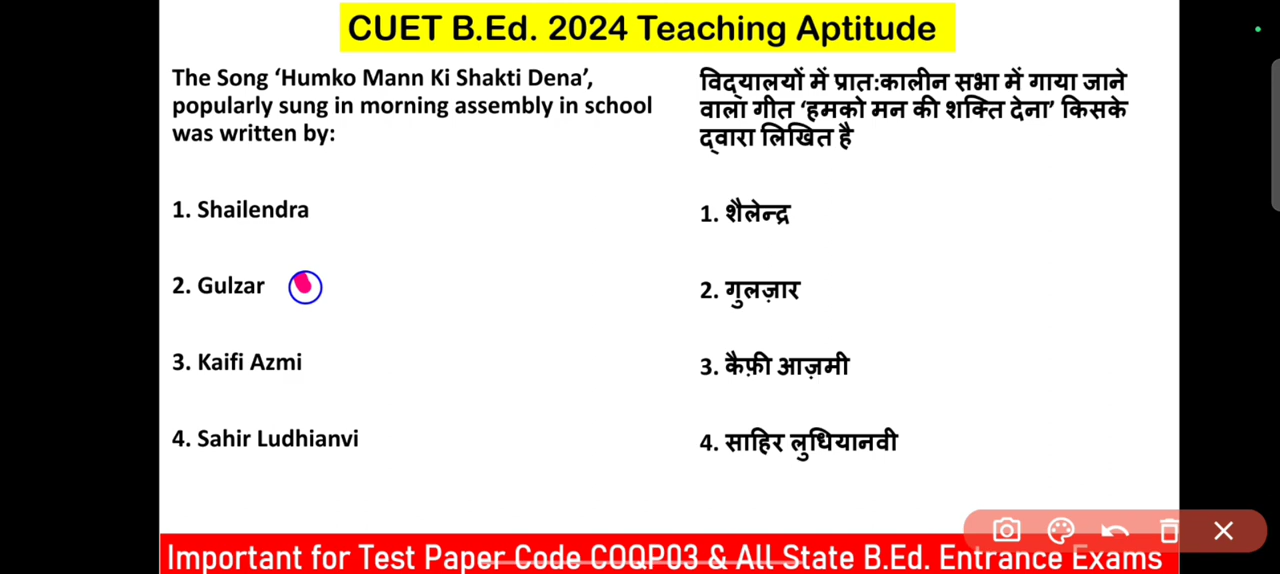 CUET B.Ed. 2024 Teaching Aptitude
The Song ‘Humko Mann Ki Shakti Dena’,
popularly sung in morning assembly in school
was written by:
1. Shailendra
2. Gulzar
3. Kaifi Azmi
4. Sahir Ludhianvi
विद्यालयों में प्रात:कालीन सभा में गाया जाने
वाला गीत ‘हमको मन की शक्ति देना’ किसके
द्वारा लिखित है
1. शैलेन्द्र
2. गुलज़ार
3. कैफ़ी आज़मी
4. साहिर लुधियानवी
Important for Test Paper Code COQP03 & All State B.Ed. Entrance Exams